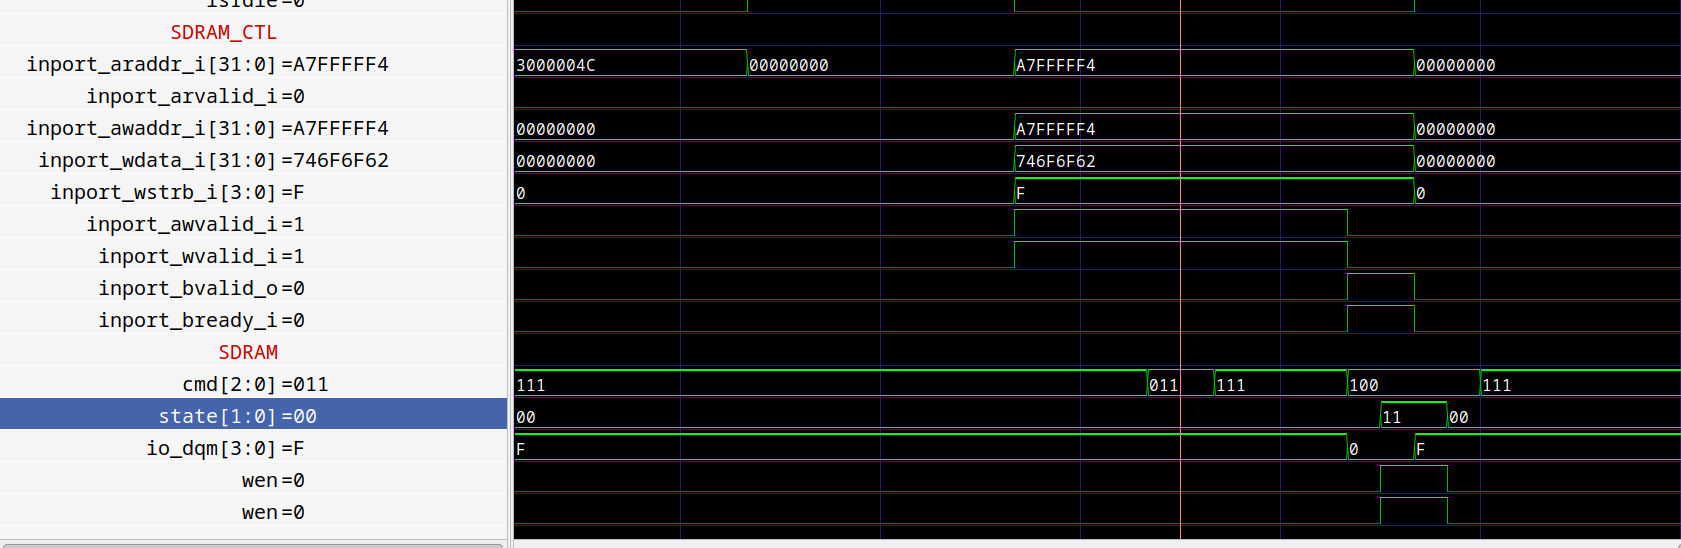 isIdle=0
SDRAM_CTL
inport_araddr_i[31:0]=A7FFFFF4 3000004C 00000000 A7FFFFF4 00000000
inport_arvalid_i=0
inport_awaddr_i[31:0]=A7FFFFF4 00000000 A7FFFFF4 00000000
inport_wdata_i[31:0]=746F6F62 00000000 746F6F62 00000000
inport_wstrb_i[3:0]=F 0 F 0
inport_awvalid_i=1
inport_wvalid_i=1
inport_bvalid_o=0
inport_bready_i=0
SDRAM
cmd[2:0]=011 111 011 111 100 111
state[1:0]=00 00 11 00
io_dqm[3:0]=F F 0 F
wen=0
wen=0